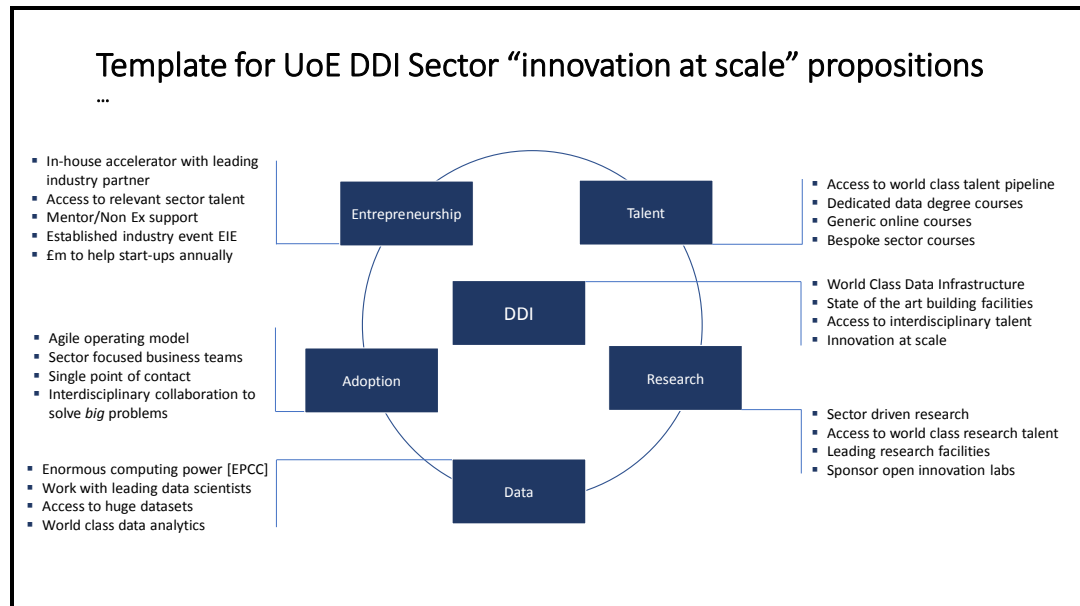 Template for UoE DDI Sector “innovation at scale” propositions
…
▪ In-house accelerator with leading
industry partner
▪ Access to relevant sector talent
▪ Mentor/Non Ex support
▪ Established industry event EIE
▪ £m to help start-ups annually
Entrepreneurship
Talent
▪ Access to world class talent pipeline
▪ Dedicated data degree courses
▪ Generic online courses
▪ Bespoke sector courses
DDI
▪ World Class Data Infrastructure
▪ State of the art building facilities
▪ Access to interdisciplinary talent
▪ Innovation at scale
▪ Agile operating model
▪ Sector focused business teams
▪ Single point of contact
▪ Interdisciplinary collaboration to
solve big problems
Adoption
Research
▪ Sector driven research
▪ Access to world class research talent
▪ Leading research facilities
▪ Sponsor open innovation labs
▪ Enormous computing power [EPCC]
▪ Work with leading data scientists
▪ Access to huge datasets
▪ World class data analytics
Data